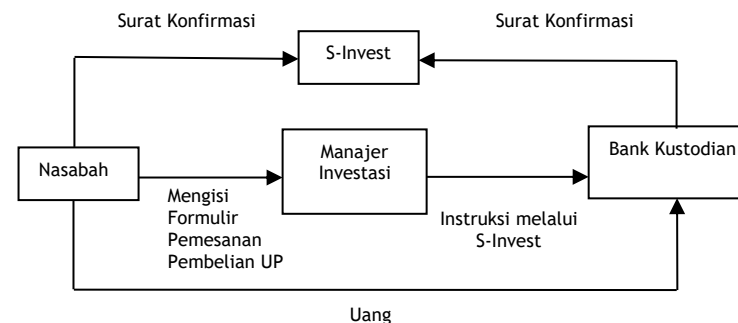 Surat Konfirmasi
Surat Konfirmasi
S-Invest
Nasabah
Manajer
Investasi
Bank Kustodian
Mengisi
Formulir
Pemesanan
Pembelian UP
Instruksi melalui
S-Invest
Uang